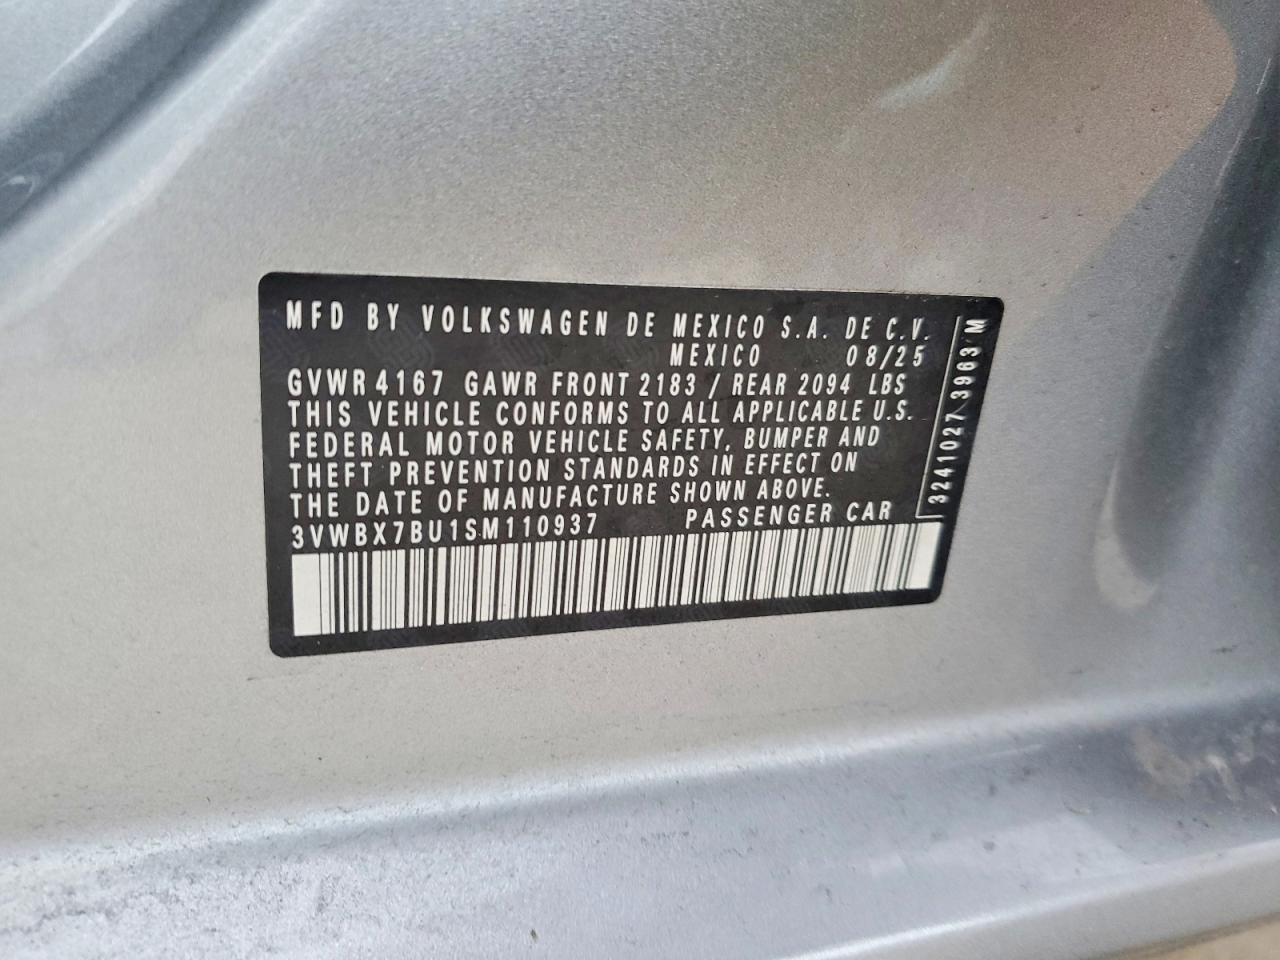 MFD BY VOLKSWAGEN DE MEXICO S.A. DE C.V.
MEXICO 08/25
GVWR 4167 GAWR FRONT 2183 / REAR 2094 LBS
THIS VEHICLE CONFORMS TO ALL APPLICABLE U.S.
FEDERAL MOTOR VEHICLE SAFETY, BUMPER AND
THEFT PREVENTION STANDARDS IN EFFECT ON
THE DATE OF MANUFACTURE SHOWN ABOVE.
3VWBX7BU1SM110937 PASSENGER CAR
3241027 3963 M